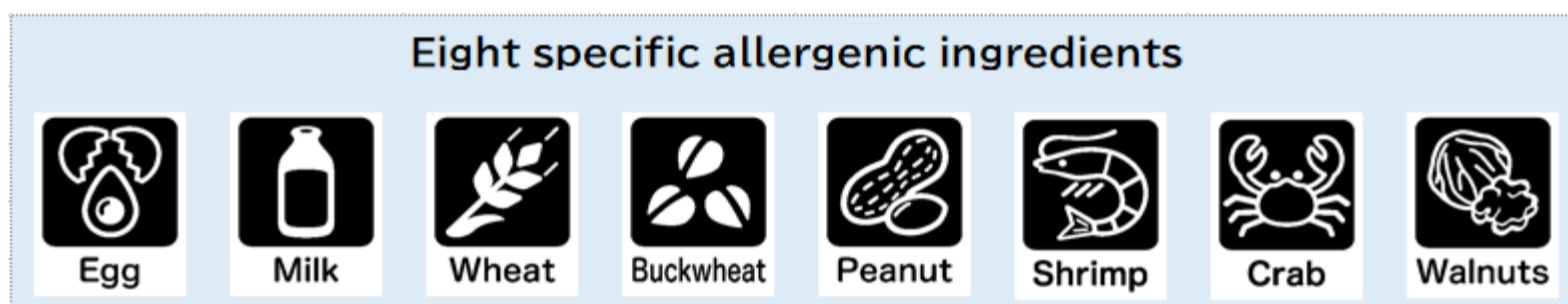 Eight specific allergenic ingredients
Egg
Milk
Wheat
Buckwheat
Peanut
Shrimp
Crab
Walnuts